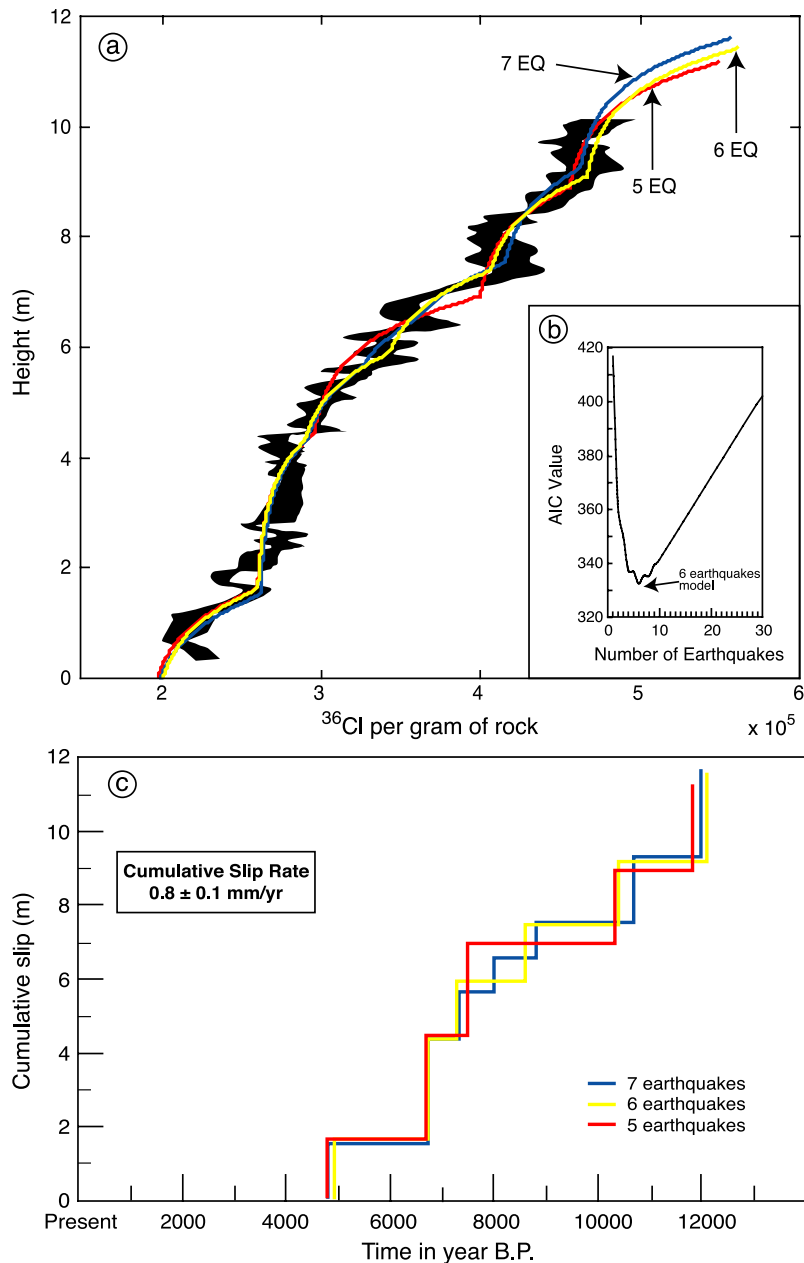 a
12
10
8
6
4
2
0
Height (m)
7 EQ
5 EQ
6 EQ
2
3
4
5
6
³⁶Cl per gram of rock
x 10⁵
b
420
400
380
360
340
320
AIC Value
6 earthquakes
model
0
10
20
30
Number of Earthquakes
c
12
10
8
6
4
2
0
Cumulative slip (m)
Cumulative Slip Rate
0.8 ± 0.1 mm/yr
7 earthquakes
6 earthquakes
5 earthquakes
Present
2000
4000
6000
8000
10000
12000
Time in year B.P.